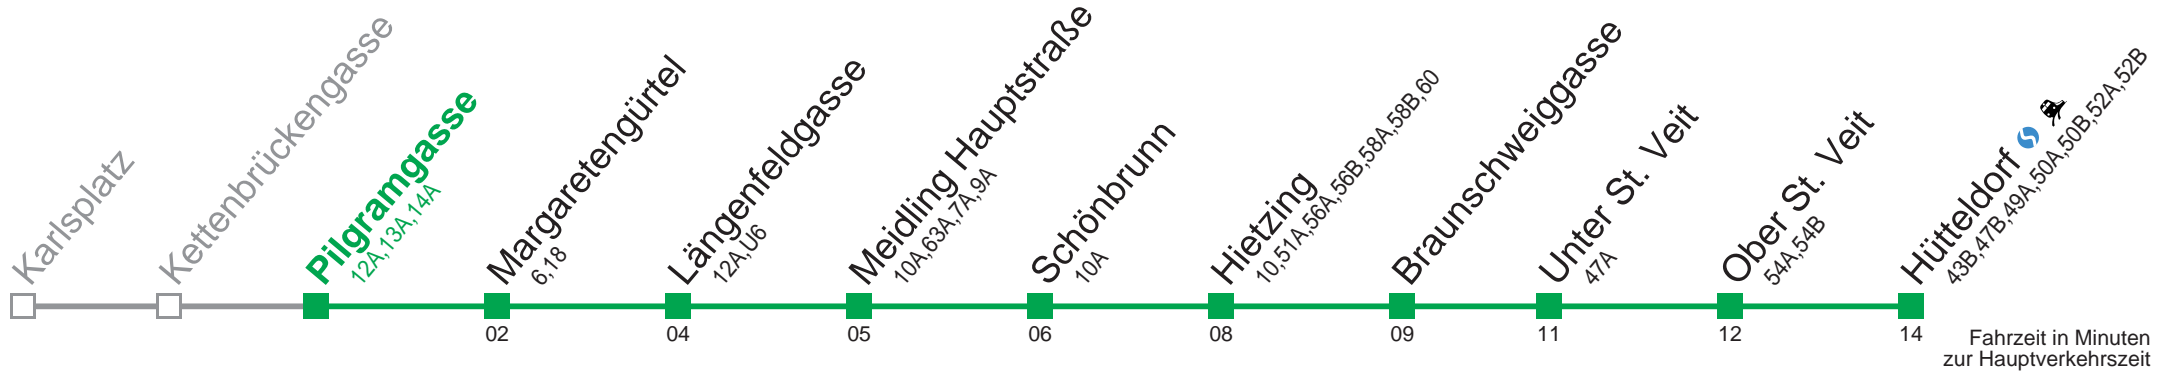 Karlsplatz
Kettenbrückengasse
Pilgramgasse
12A,13A,14A
Margaretengürtel
6,18
Längenfeldgasse
12A,U6
Meidling Hauptstraße
10A,63A,7A,9A
Schönbrunn
10A
Hietzing
10,51A,56A,56B,58A,58B,60
Braunschweiggasse
Unter St. Veit
47A
Ober St. Veit
54A,54B
Hütteldorf
43B,47B,49A,50A,50B,52A,52B
02 04 05 06 08 09 11 12 14
Fahrzeit in Minuten
zur Hauptverkehrszeit